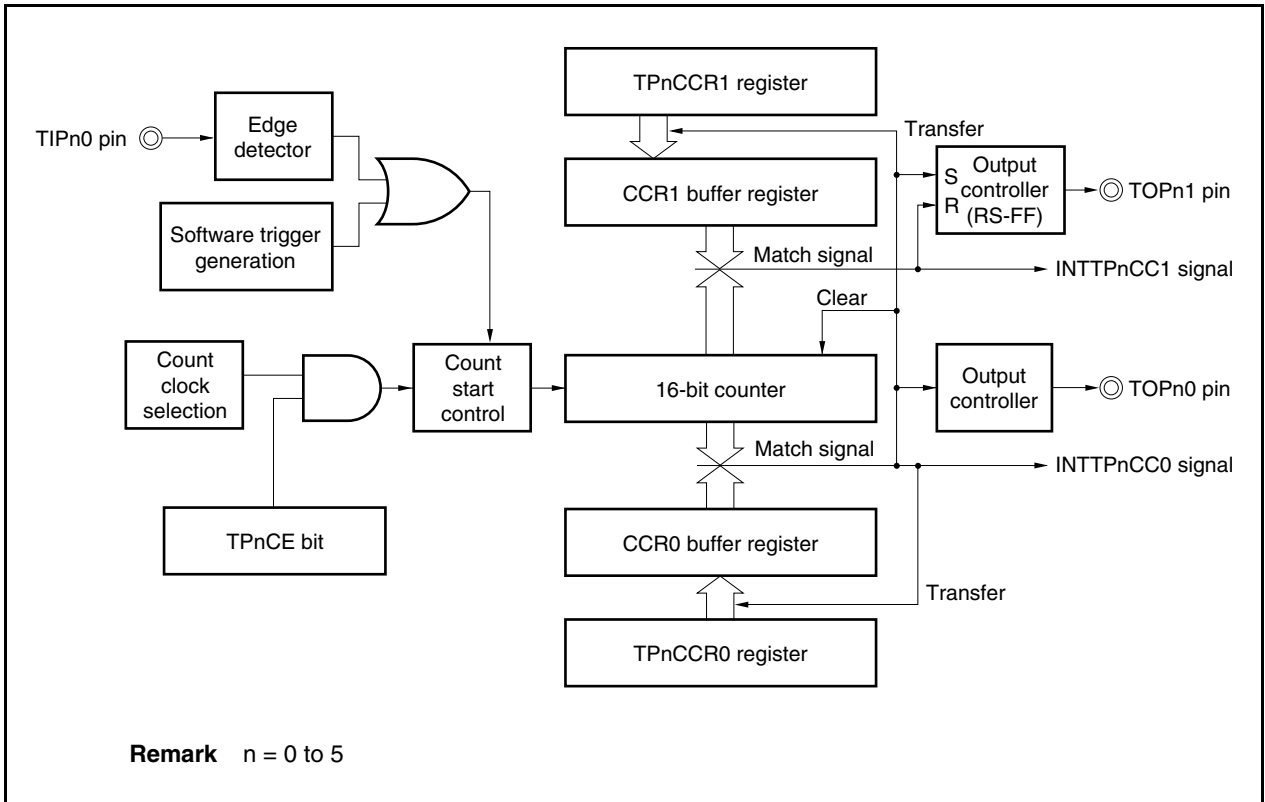 TPnCCR1 register
TIPn0 pin
Edge
detector
Transfer
Software trigger
generation
CCR1 buffer register
S
R
Output
controller
(RS-FF)
TOPn1 pin
Match signal
INTTPnCC1 signal
Clear
Count
clock
selection
Count
start
control
16-bit counter
Output
controller
TOPn0 pin
Match signal
INTTPnCC0 signal
TPnCE bit
CCR0 buffer register
Transfer
TPnCCR0 register
Remark n = 0 to 5